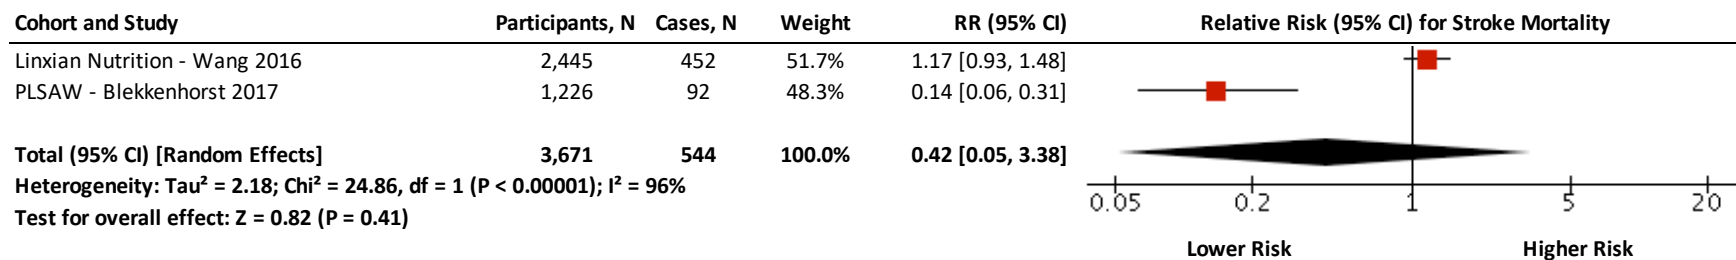 Cohort and Study Participants, N Cases, N Weight RR (95% CI) Relative Risk (95% CI) for Stroke Mortality
Linxian Nutrition - Wang 2016 2,445 452 51.7% 1.17 [0.93, 1.48]
PLSAW - Blekkenhorst 2017 1,226 92 48.3% 0.14 [0.06, 0.31]
Total (95% CI) [Random Effects] 3,671 544 100.0% 0.42 [0.05, 3.38]
Heterogeneity: Tau² = 2.18; Chi² = 24.86, df = 1 (P < 0.00001); I² = 96%
0.05 0.2 1 5 20
Test for overall effect: Z = 0.82 (P = 0.41)
Lower Risk Higher Risk